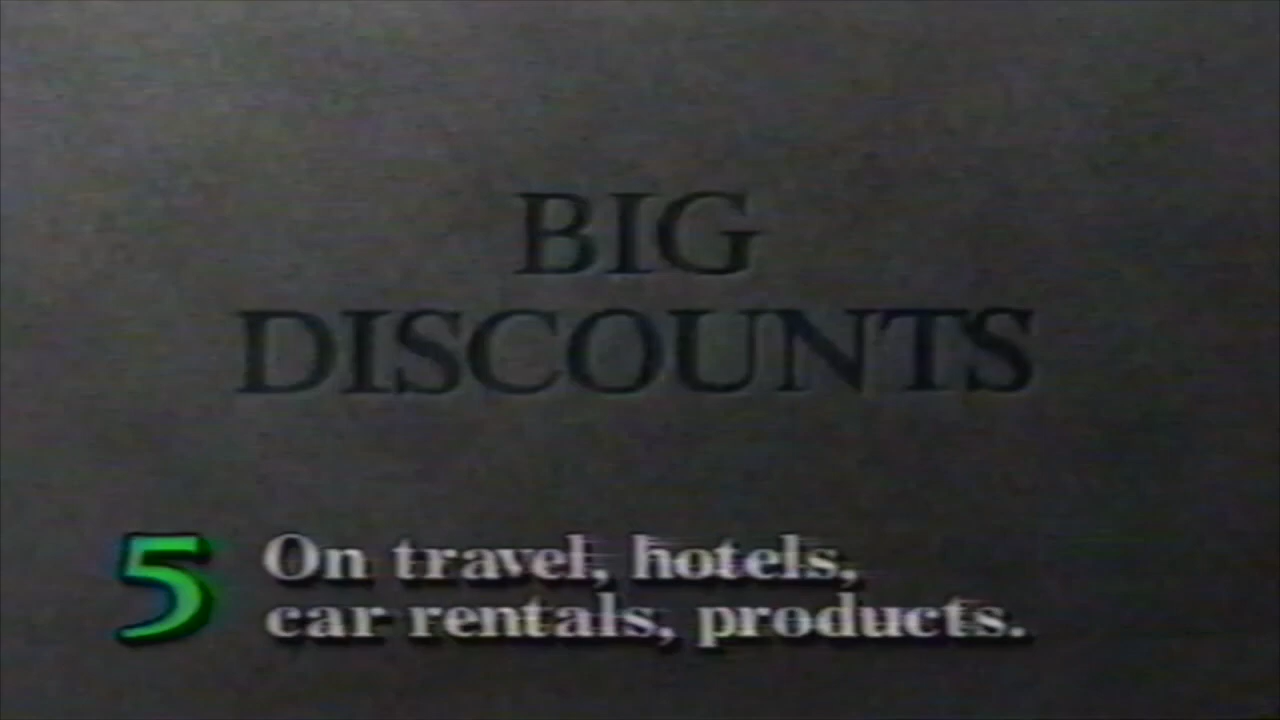 BIG
DISCOUNTS
5 On travel, hotels,
car rentals, products.